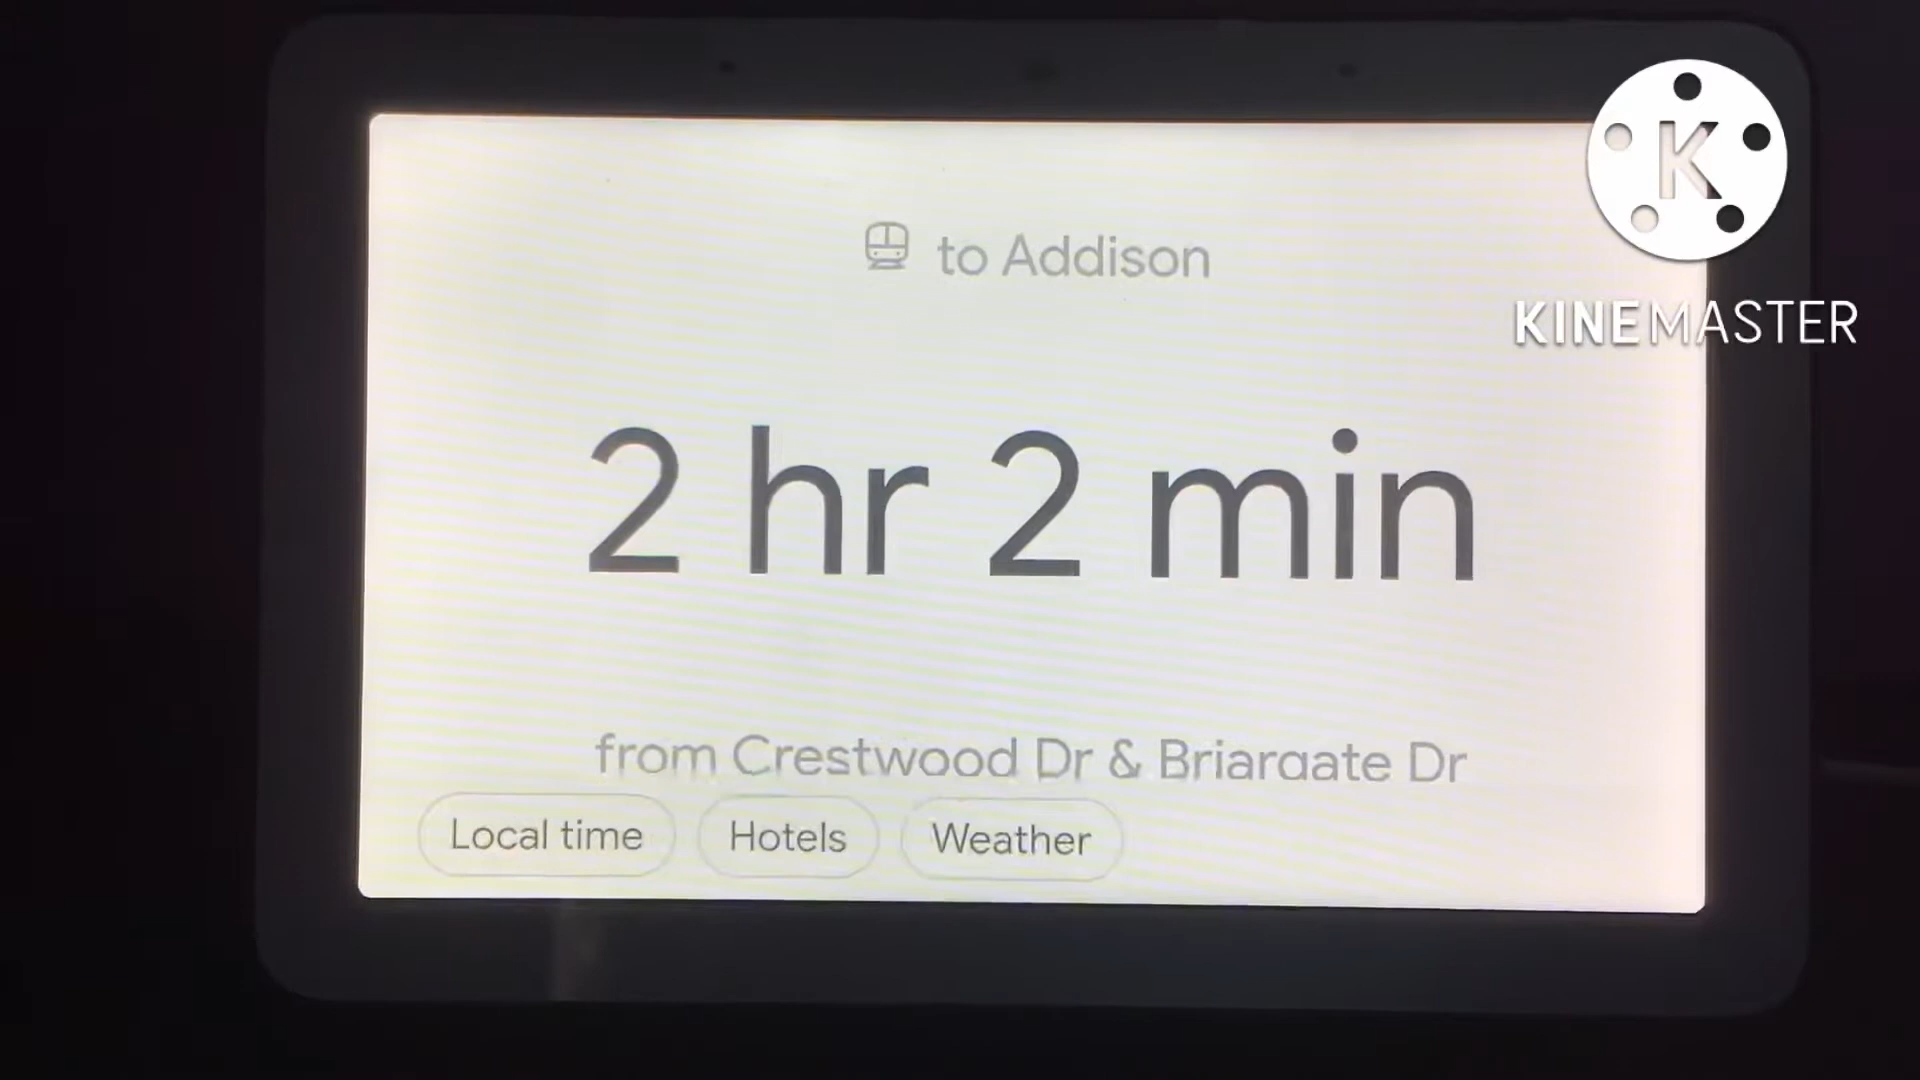 K
KINEMASTER
to Addison
2 hr 2 min
from Crestwood Dr & Briargate Dr
Local time
Hotels
Weather